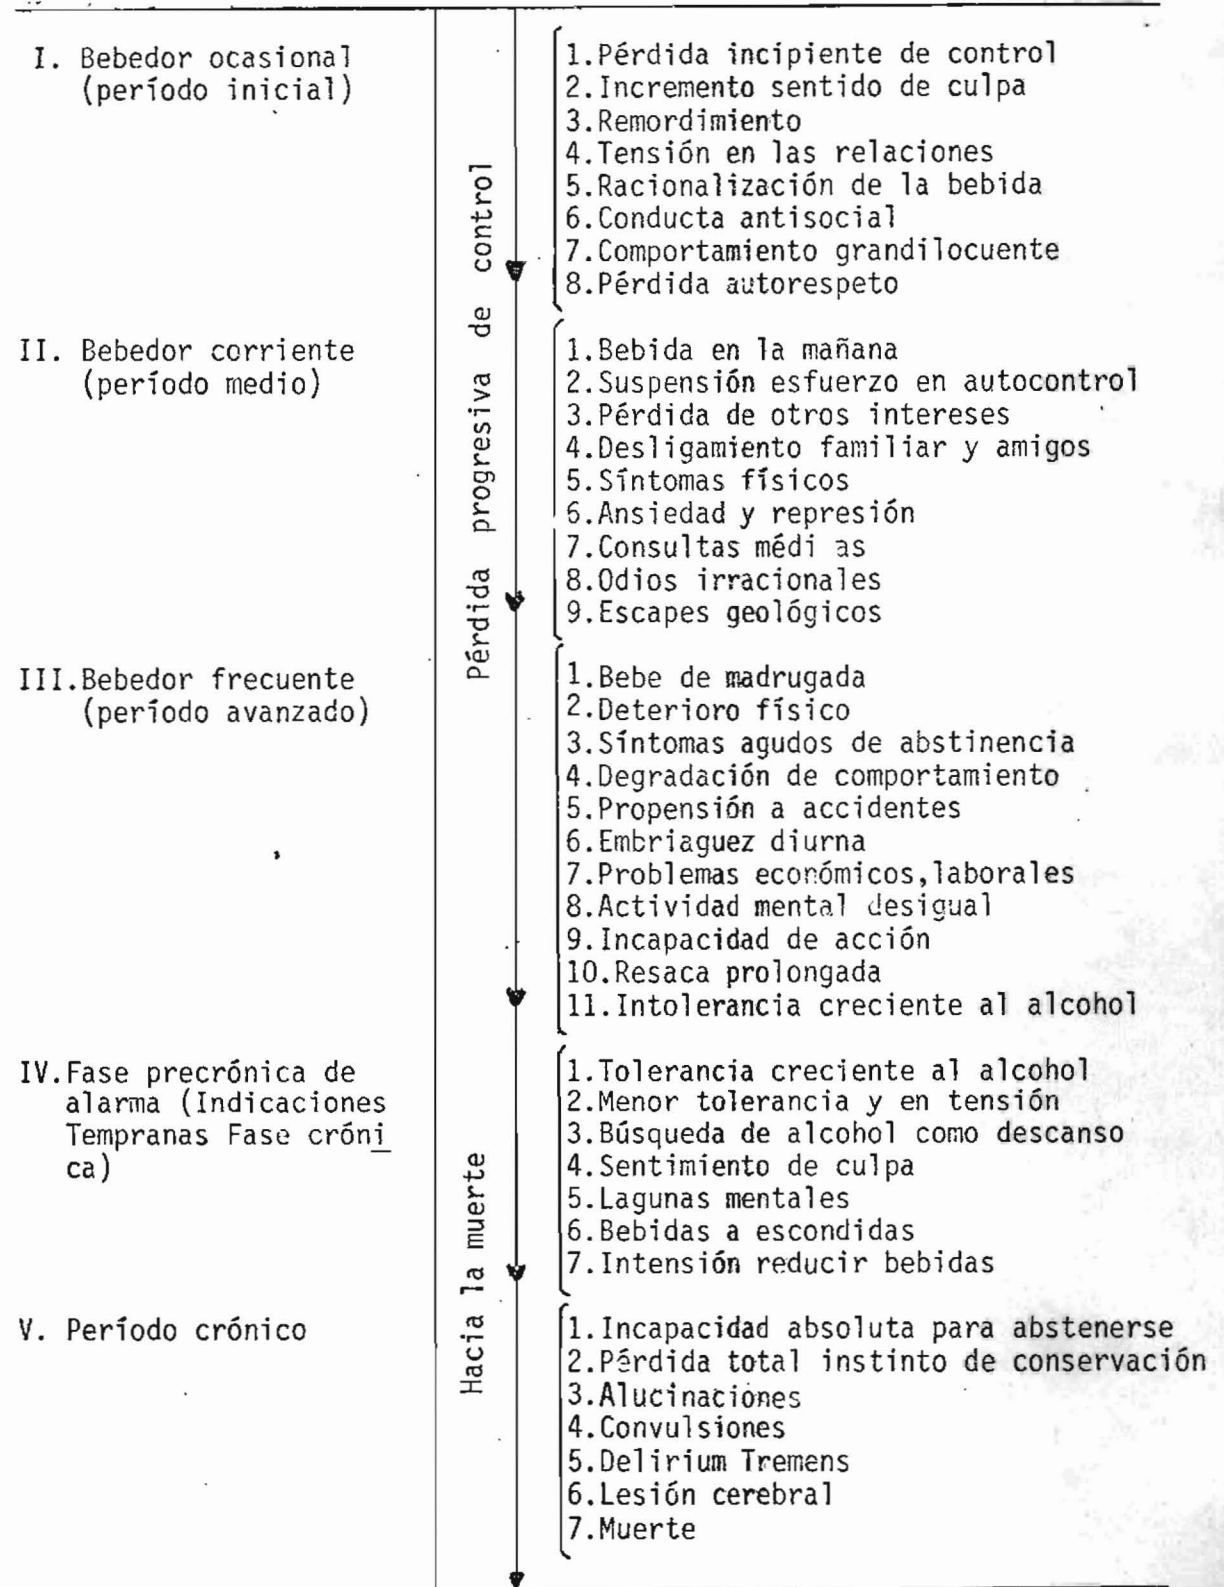 I. Bebedor ocasional
(período inicial)
1.Pérdida incipiente de control
2.Incremento sentido de culpa
3.Remordimiento
4.Tensión en las relaciones
5.Racionalización de la bebida
6.Conducta antisocial
7.Comportamiento grandilocuente
8.Pérdida autorespeto
Pérdida progresiva de control
II. Bebedor corriente
(período medio)
1.Bebida en la mañana
2.Suspensión esfuerzo en autocontrol
3.Pérdida de otros intereses
4.Desligamiento familiar y amigos
5.Síntomas físicos
6.Ansiedad y represión
7.Consultas médi as
8.Odios irracionales
9.Escapes geológicos
III.Bebedor frecuente
(período avanzado)
1.Bebe de madrugada
2.Deterioro físico
3.Síntomas agudos de abstinencia
4.Degradación de comportamiento
5.Propensión a accidentes
6.Embriaguez diurna
7.Problemas económicos,laborales
8.Actividad mental desigual
9.Incapacidad de acción
10.Resaca prolongada
11.Intolerancia creciente al alcohol
IV.Fase precrónica de
alarma (Indicaciones
Tempranas Fase cróni
ca)
1.Tolerancia creciente al alcohol
2.Menor tolerancia y en tensión
3.Búsqueda de alcohol como descanso
4.Sentimiento de culpa
5.Lagunas mentales
6.Bebidas a escondidas
7.Intensión reducir bebidas
Hacia la muerte
V. Período crónico
1.Incapacidad absoluta para abstenerse
2.Pérdida total instinto de conservación
3.Alucinaciones
4.Convulsiones
5.Delirium Tremens
6.Lesión cerebral
7.Muerte